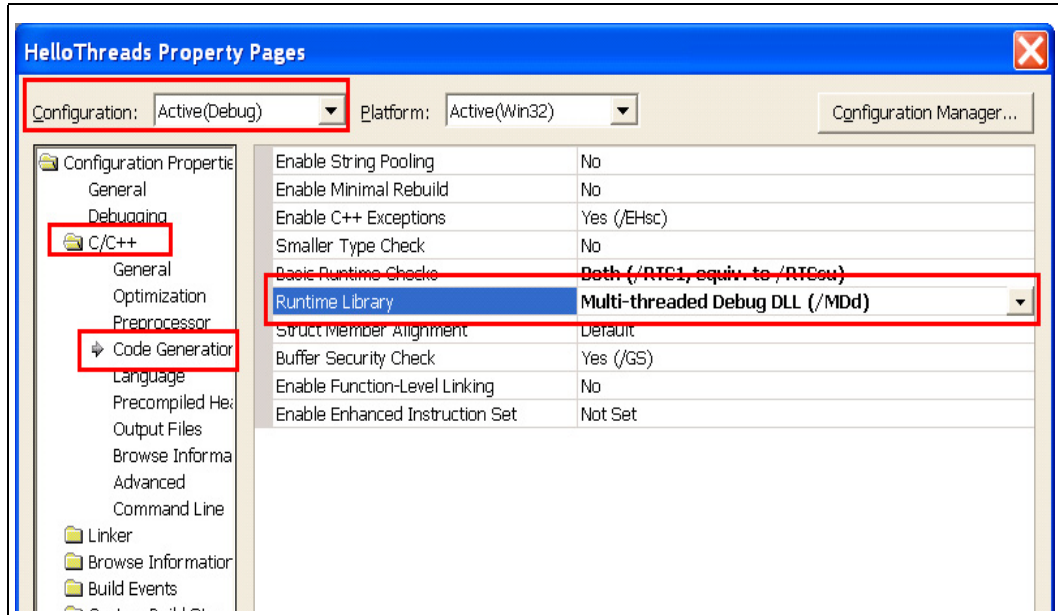 HelloThreads Property Pages
Configuration: Active(Debug) Platform: Active(Win32) Configuration Manager...
Configuration Propertie
General
Debugging
C/C++
General
Optimization
Preprocessor
Code Generation
Language
Precompiled Hea
Output Files
Browse Informa
Advanced
Command Line
Linker
Browse Information
Build Events
Enable String Pooling No
Enable Minimal Rebuild No
Enable C++ Exceptions Yes (/EHsc)
Smaller Type Check No
Basic Runtime Checks Both (/RTC1, equiv. to /RTCsu)
Runtime Library Multi-threaded Debug DLL (/MDd)
Struct Member Alignment Default
Buffer Security Check Yes (/GS)
Enable Function-Level Linking No
Enable Enhanced Instruction Set Not Set